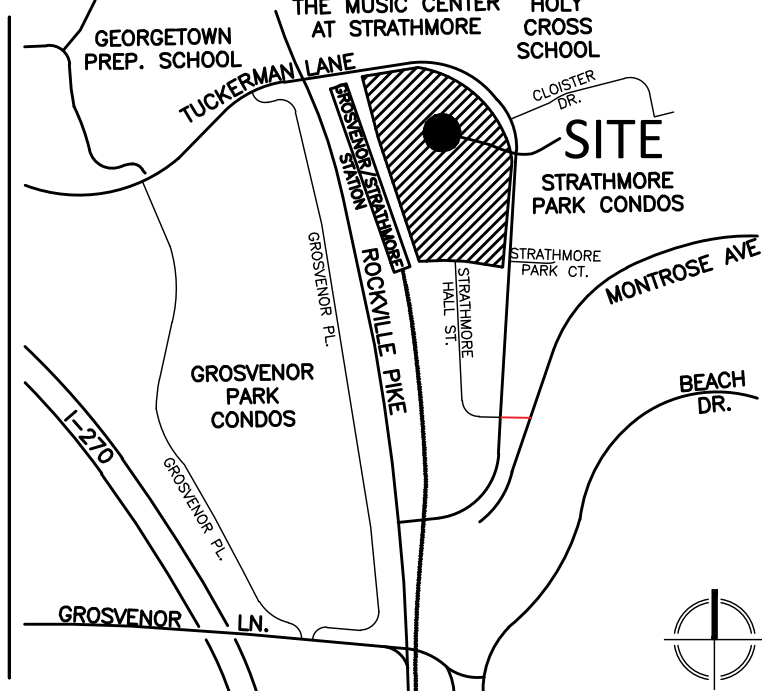 THE MUSIC CENTER
AT STRATHMORE
HOLY
CROSS
SCHOOL
GEORGETOWN
PREP. SCHOOL
TUCKERMAN LANE
CLOISTER
DR.
SITE
GROSVENOR/STRATHMORE
STATION
STRATHMORE
PARK CONDOS
GROSVENOR PL.
ROCKVILLE PIKE
STRATHMORE
HALL ST.
STRATHMORE
PARK CT.
MONTROSE AVE
GROSVENOR
PARK
CONDOS
BEACH
DR.
I-270
GROSVENOR PL.
GROSVENOR LN.